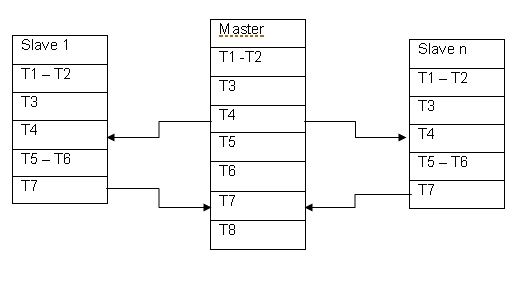 Slave 1
T1 – T2
T3
T4
T5 – T6
T7
Master
T1 -T2
T3
T4
T5
T6
T7
T8
Slave n
T1 – T2
T3
T4
T5 – T6
T7